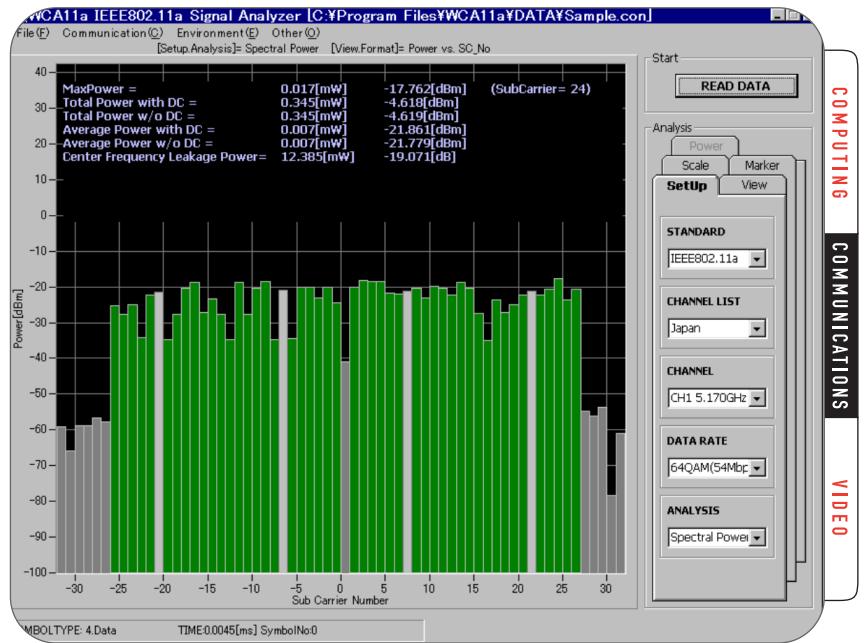 WCA11a IEEE802.11a Signal Analyzer [C:¥Program Files¥WCA11a¥DATA¥Sample.con]
File(F) Communication(C) Environment(E) Other(O)
[Setup.Analysis]= Spectral Power [View.Format]= Power vs. SC_No
MaxPower = 0.017[mW] -17.762[dBm] (SubCarrier= 24)
Total Power with DC = 0.345[mW] -4.618[dBm]
Total Power w/o DC = 0.345[mW] -4.619[dBm]
Average Power with DC = 0.007[mW] -21.861[dBm]
Average Power w/o DC = 0.007[mW] -21.779[dBm]
Center Frequency Leakage Power= 12.385[mW] -19.071[dB]
40
30
20
10
0
-10
-20
-30
-40
-50
-60
-70
-80
-90
-100
Power[dBm]
-30 -25 -20 -15 -10 -5 0 5 10 15 20 25 30
Sub Carrier Number
MBOLTYPE: 4.Data TIME:0.0045[ms] SymbolNo:0
Start
READ DATA
Analysis
Power
Scale Marker
SetUp View
STANDARD
IEEE802.11a
CHANNEL LIST
Japan
CHANNEL
CH1 5.170GHz
DATA RATE
64QAM(54Mbp
ANALYSIS
Spectral Power
COMPUTING
COMMUNICATIONS
VIDEO